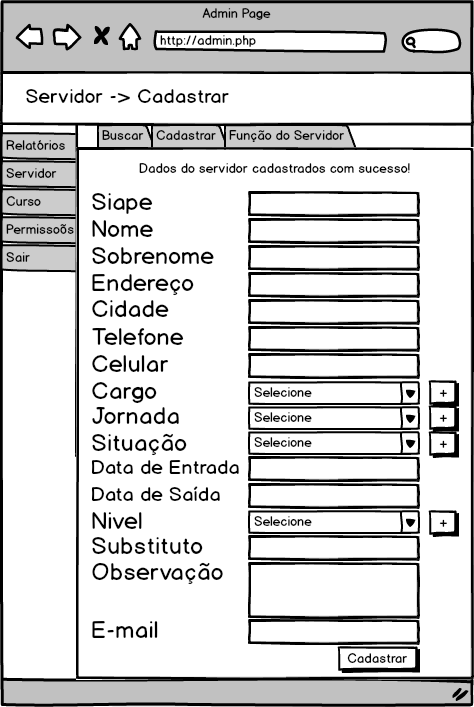 Admin Page
http://admin.php
Servidor -> Cadastrar
Buscar Cadastrar Função do Servidor
Relatórios
Servidor
Curso
Permissoõs
Sair
Dados do servidor cadastrados com sucesso!
Siape
Nome
Sobrenome
Endereço
Cidade
Telefone
Celular
Cargo Selecione +
Jornada Selecione +
Situação Selecione +
Data de Entrada
Data de Saída
Nivel Selecione +
Substituto
Observação
E-mail
Cadastrar